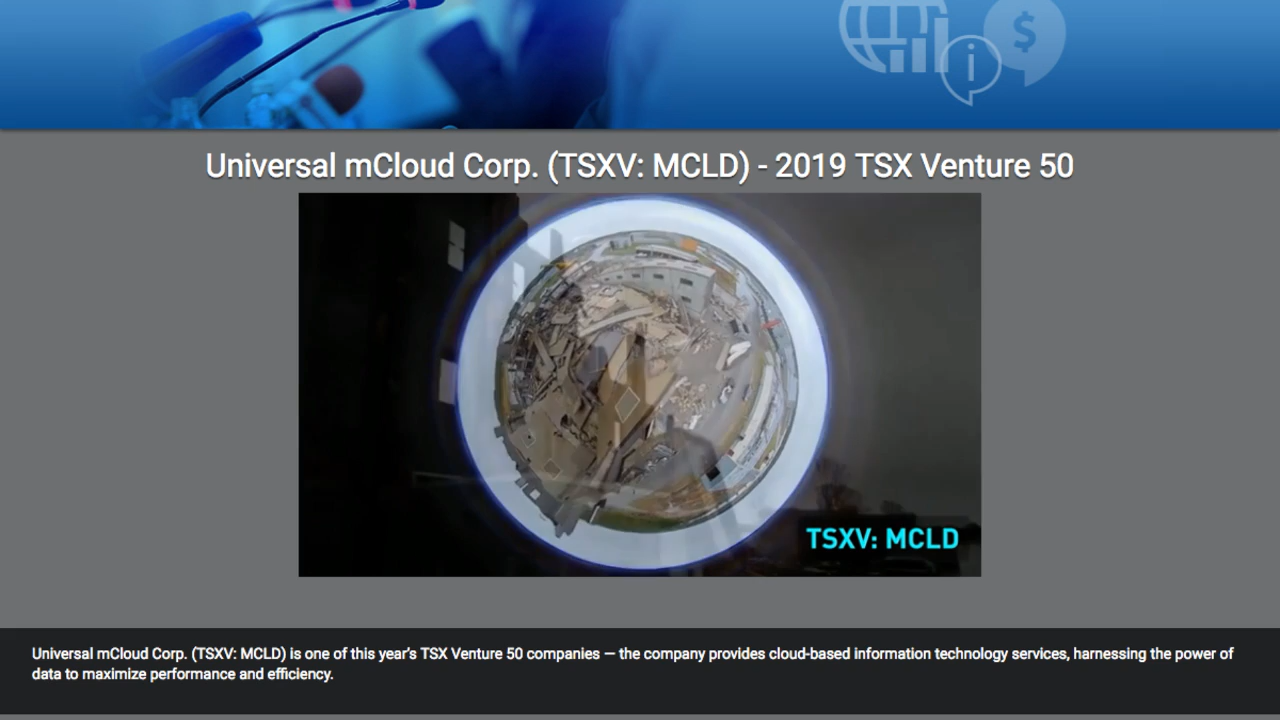 Universal mCloud Corp. (TSXV: MCLD) - 2019 TSX Venture 50
TSXV: MCLD
Universal mCloud Corp. (TSXV: MCLD) is one of this year's TSX Venture 50 companies — the company provides cloud-based information technology services, harnessing the power of
data to maximize performance and efficiency.